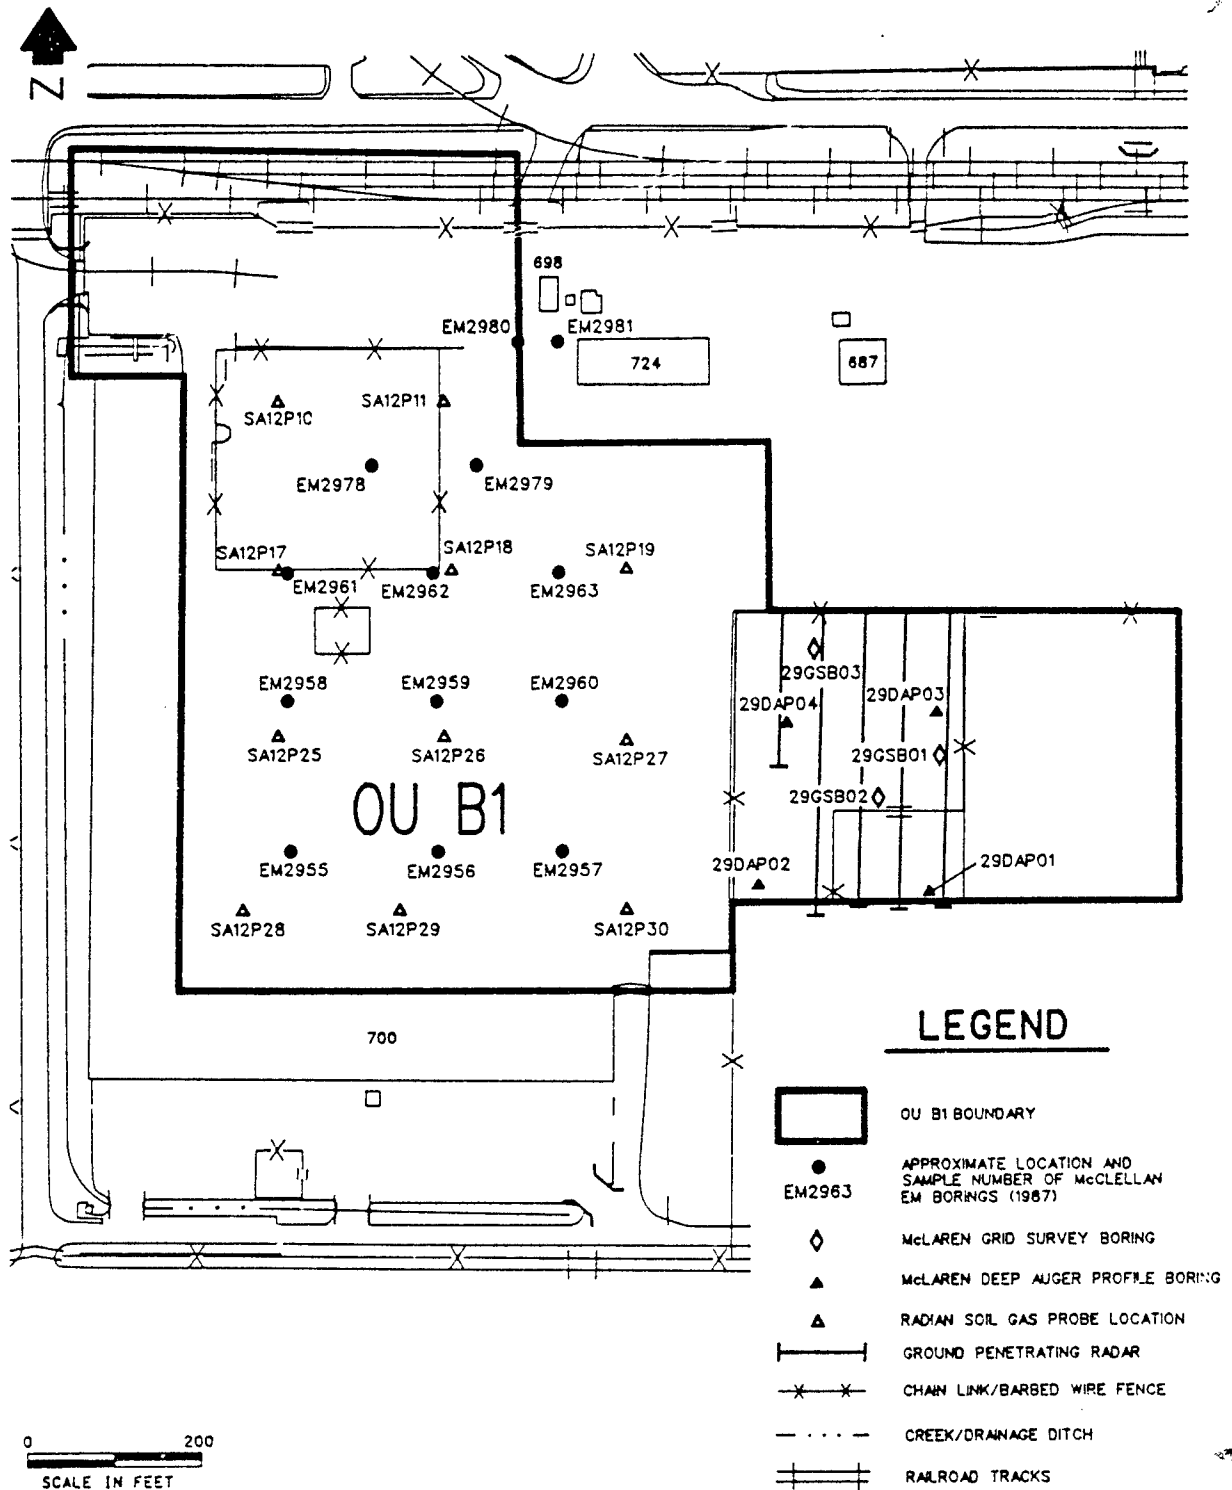 N
698
EM2980
EM2981
724
687
SA12P10
SA12P11
EM2978
EM2979
SA12P17
SA12P18
SA12P19
EM2961
EM2962
EM2963
29GSB03
EM2958
EM2959
EM2960
29DAP04
29DAP03
SA12P25
SA12P26
SA12P27
29GSB01
29GSB02
OU B1
EM2955
EM2956
EM2957
29DAP02
29DAP01
SA12P28
SA12P29
SA12P30
700
LEGEND
OU B1 BOUNDARY
EM2963
APPROXIMATE LOCATION AND
SAMPLE NUMBER OF McCLELLAN
EM BORINGS (1987)
McLAREN GRID SURVEY BORING
McLAREN DEEP AUGER PROFILE BORING
RADIAN SOIL GAS PROBE LOCATION
GROUND PENETRATING RADAR
CHAIN LINK/BARBED WIRE FENCE
CREEK/DRAINAGE DITCH
RAILROAD TRACKS
0 200
SCALE IN FEET